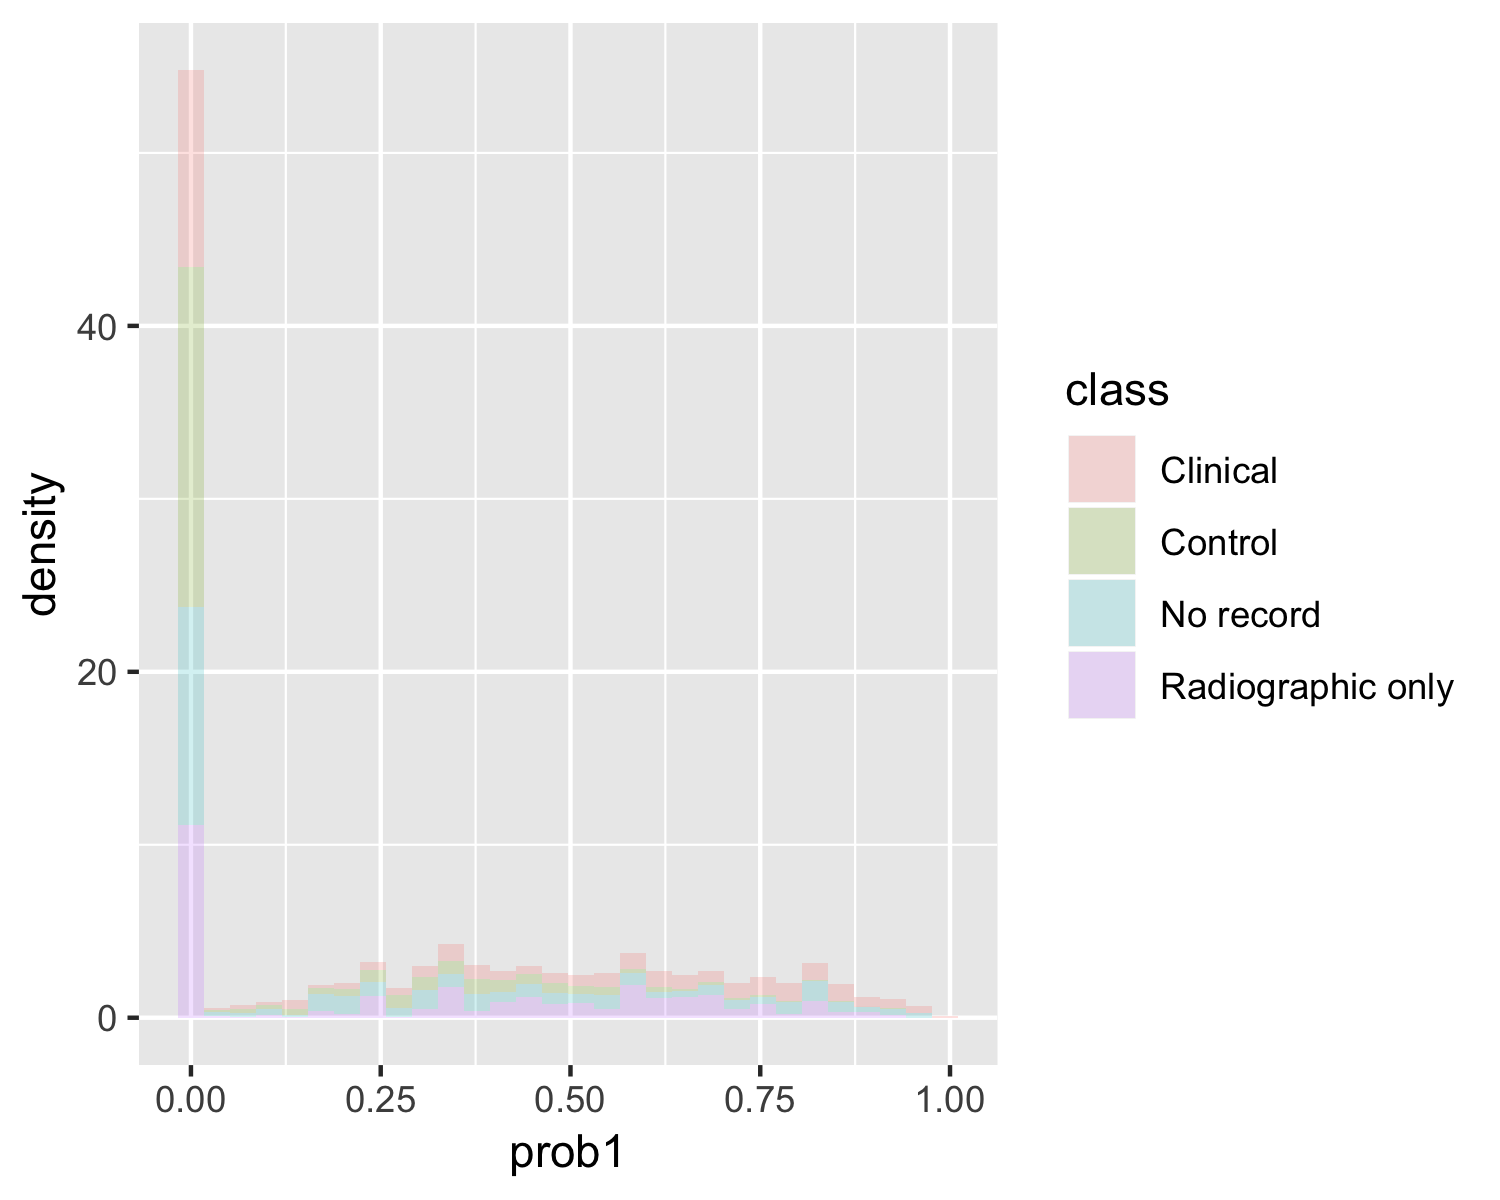 density
40
20
0
0.00 0.25 0.50 0.75 1.00
prob1
class
Clinical
Control
No record
Radiographic only